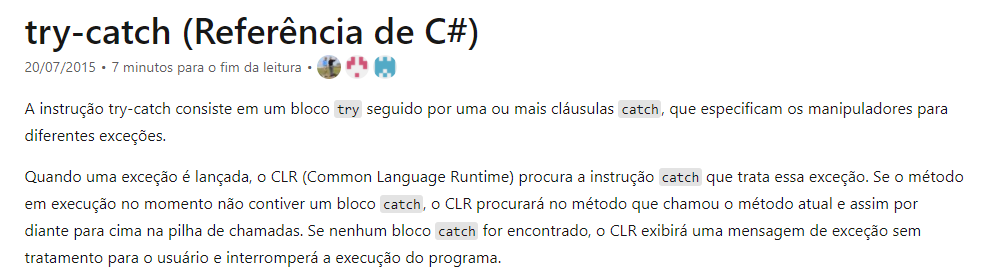 try-catch (Referência de C#)
20/07/2015 • 7 minutos para o fim da leitura •
A instrução try-catch consiste em um bloco try seguido por uma ou mais cláusulas catch, que especificam os manipuladores para
diferentes exceções.
Quando uma exceção é lançada, o CLR (Common Language Runtime) procura a instrução catch que trata essa exceção. Se o método
em execução no momento não contiver um bloco catch, o CLR procurará no método que chamou o método atual e assim por
diante para cima na pilha de chamadas. Se nenhum bloco catch for encontrado, o CLR exibirá uma mensagem de exceção sem
tratamento para o usuário e interromperá a execução do programa.